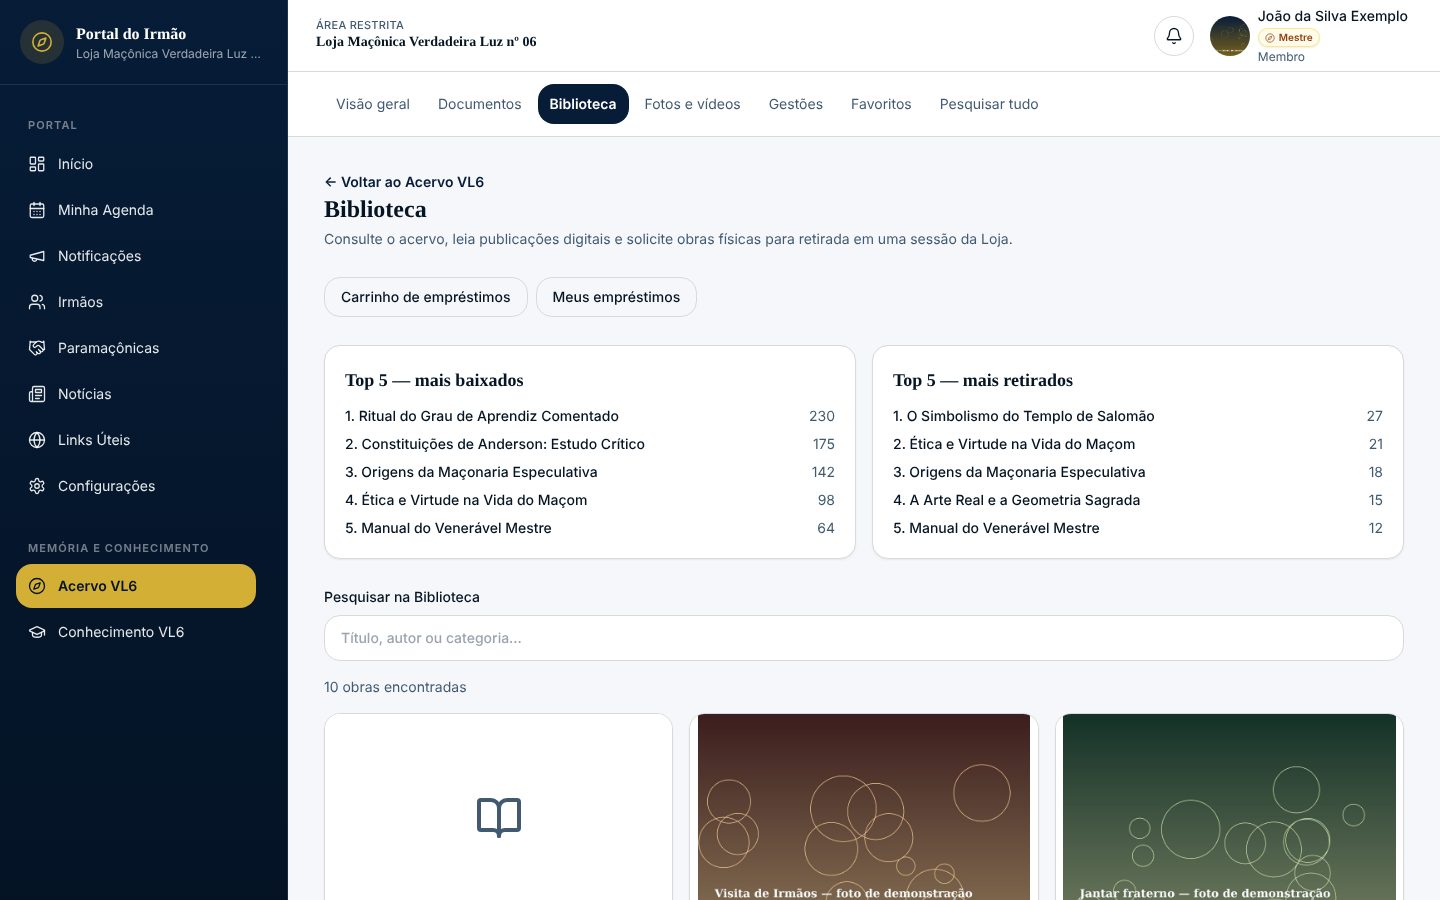 Portal do Irmão
Loja Maçônica Verdadeira Luz ...
PORTAL
Início
Minha Agenda
Notificações
Irmãos
Paramaçônicas
Notícias
Links Úteis
Configurações
MEMÓRIA E CONHECIMENTO
Acervo VL6
Conhecimento VL6
ÁREA RESTRITA
Loja Maçônica Verdadeira Luz nº 06
João da Silva Exemplo
Mestre
Membro
Visão geral
Documentos
Biblioteca
Fotos e vídeos
Gestões
Favoritos
Pesquisar tudo
← Voltar ao Acervo VL6
Biblioteca
Consulte o acervo, leia publicações digitais e solicite obras físicas para retirada em uma sessão da Loja.
Carrinho de empréstimos
Meus empréstimos
Top 5 — mais baixados
1. Ritual do Grau de Aprendiz Comentado 230
2. Constituições de Anderson: Estudo Crítico 175
3. Origens da Maçonaria Especulativa 142
4. Ética e Virtude na Vida do Maçom 98
5. Manual do Venerável Mestre 64
Top 5 — mais retirados
1. O Simbolismo do Templo de Salomão 27
2. Ética e Virtude na Vida do Maçom 21
3. Origens da Maçonaria Especulativa 18
4. A Arte Real e a Geometria Sagrada 15
5. Manual do Venerável Mestre 12
Pesquisar na Biblioteca
Título, autor ou categoria...
10 obras encontradas
Visita de Irmãos — foto de demonstração
Jantar fraterno — foto de demonstração